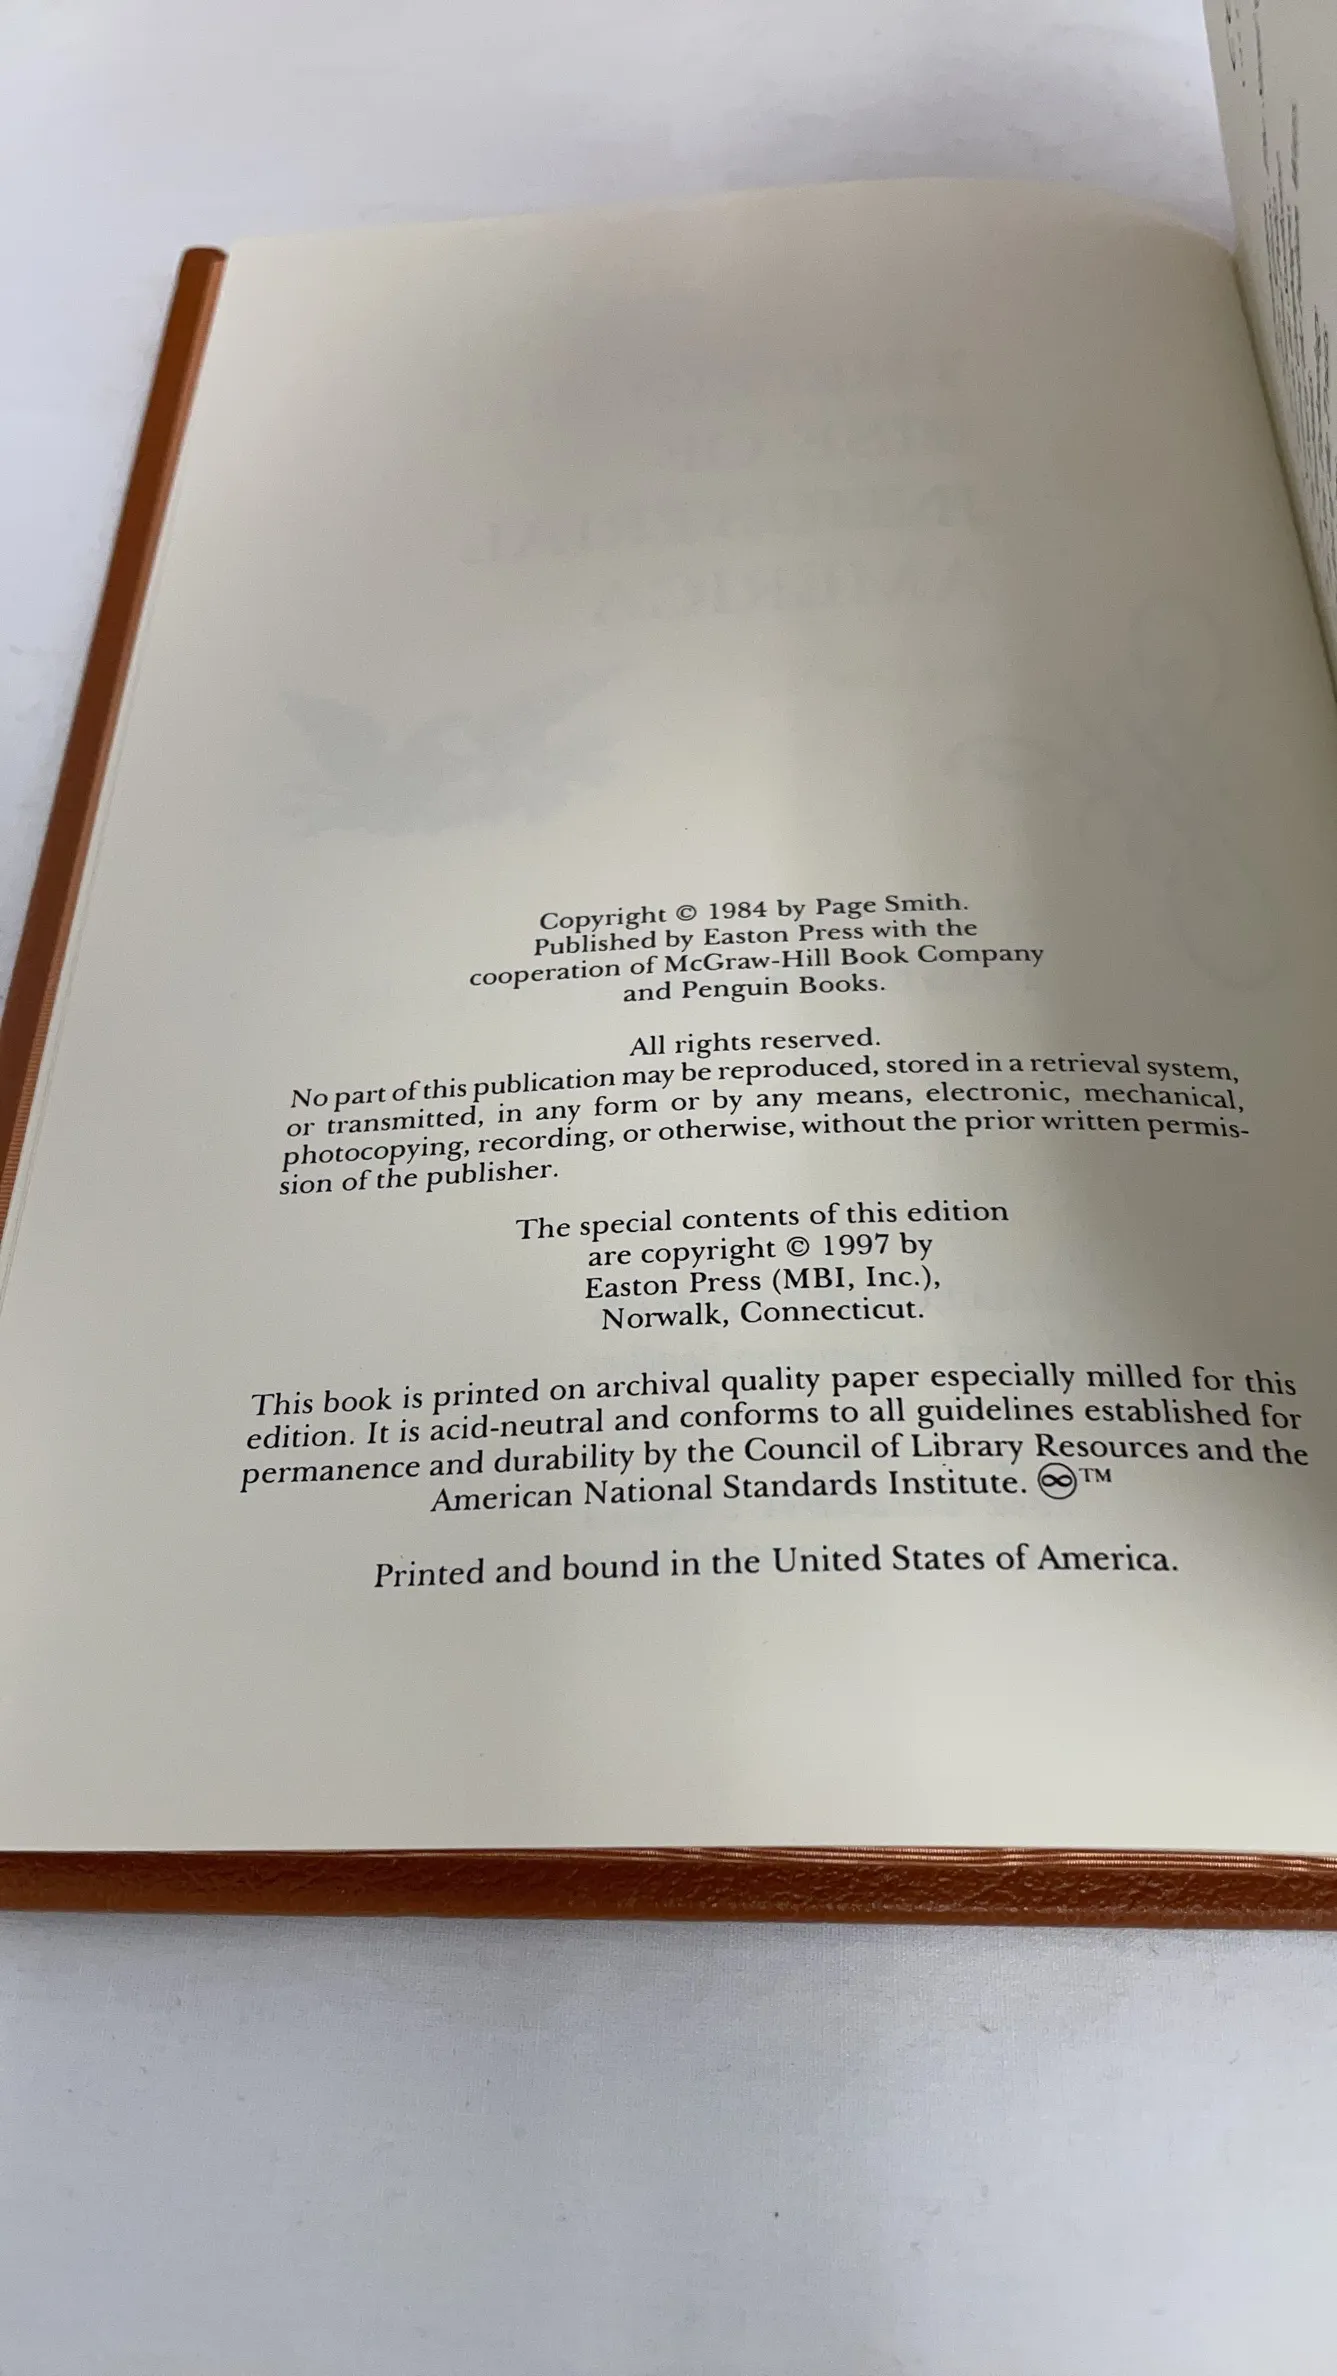 Copyright © 1984 by Page Smith.
Published by Easton Press with the
cooperation of McGraw-Hill Book Company
and Penguin Books.
All rights reserved.
No part of this publication may be reproduced, stored in a retrieval system,
or transmitted, in any form or by any means, electronic, mechanical,
photocopying, recording, or otherwise, without the prior written permis-
sion of the publisher.
The special contents of this edition
are copyright © 1997 by
Easton Press (MBI, Inc.),
Norwalk, Connecticut.
This book is printed on archival quality paper especially milled for this
edition. It is acid-neutral and conforms to all guidelines established for
permanence and durability by the Council of Library Resources and the
American National Standards Institute. ♾™
Printed and bound in the United States of America.